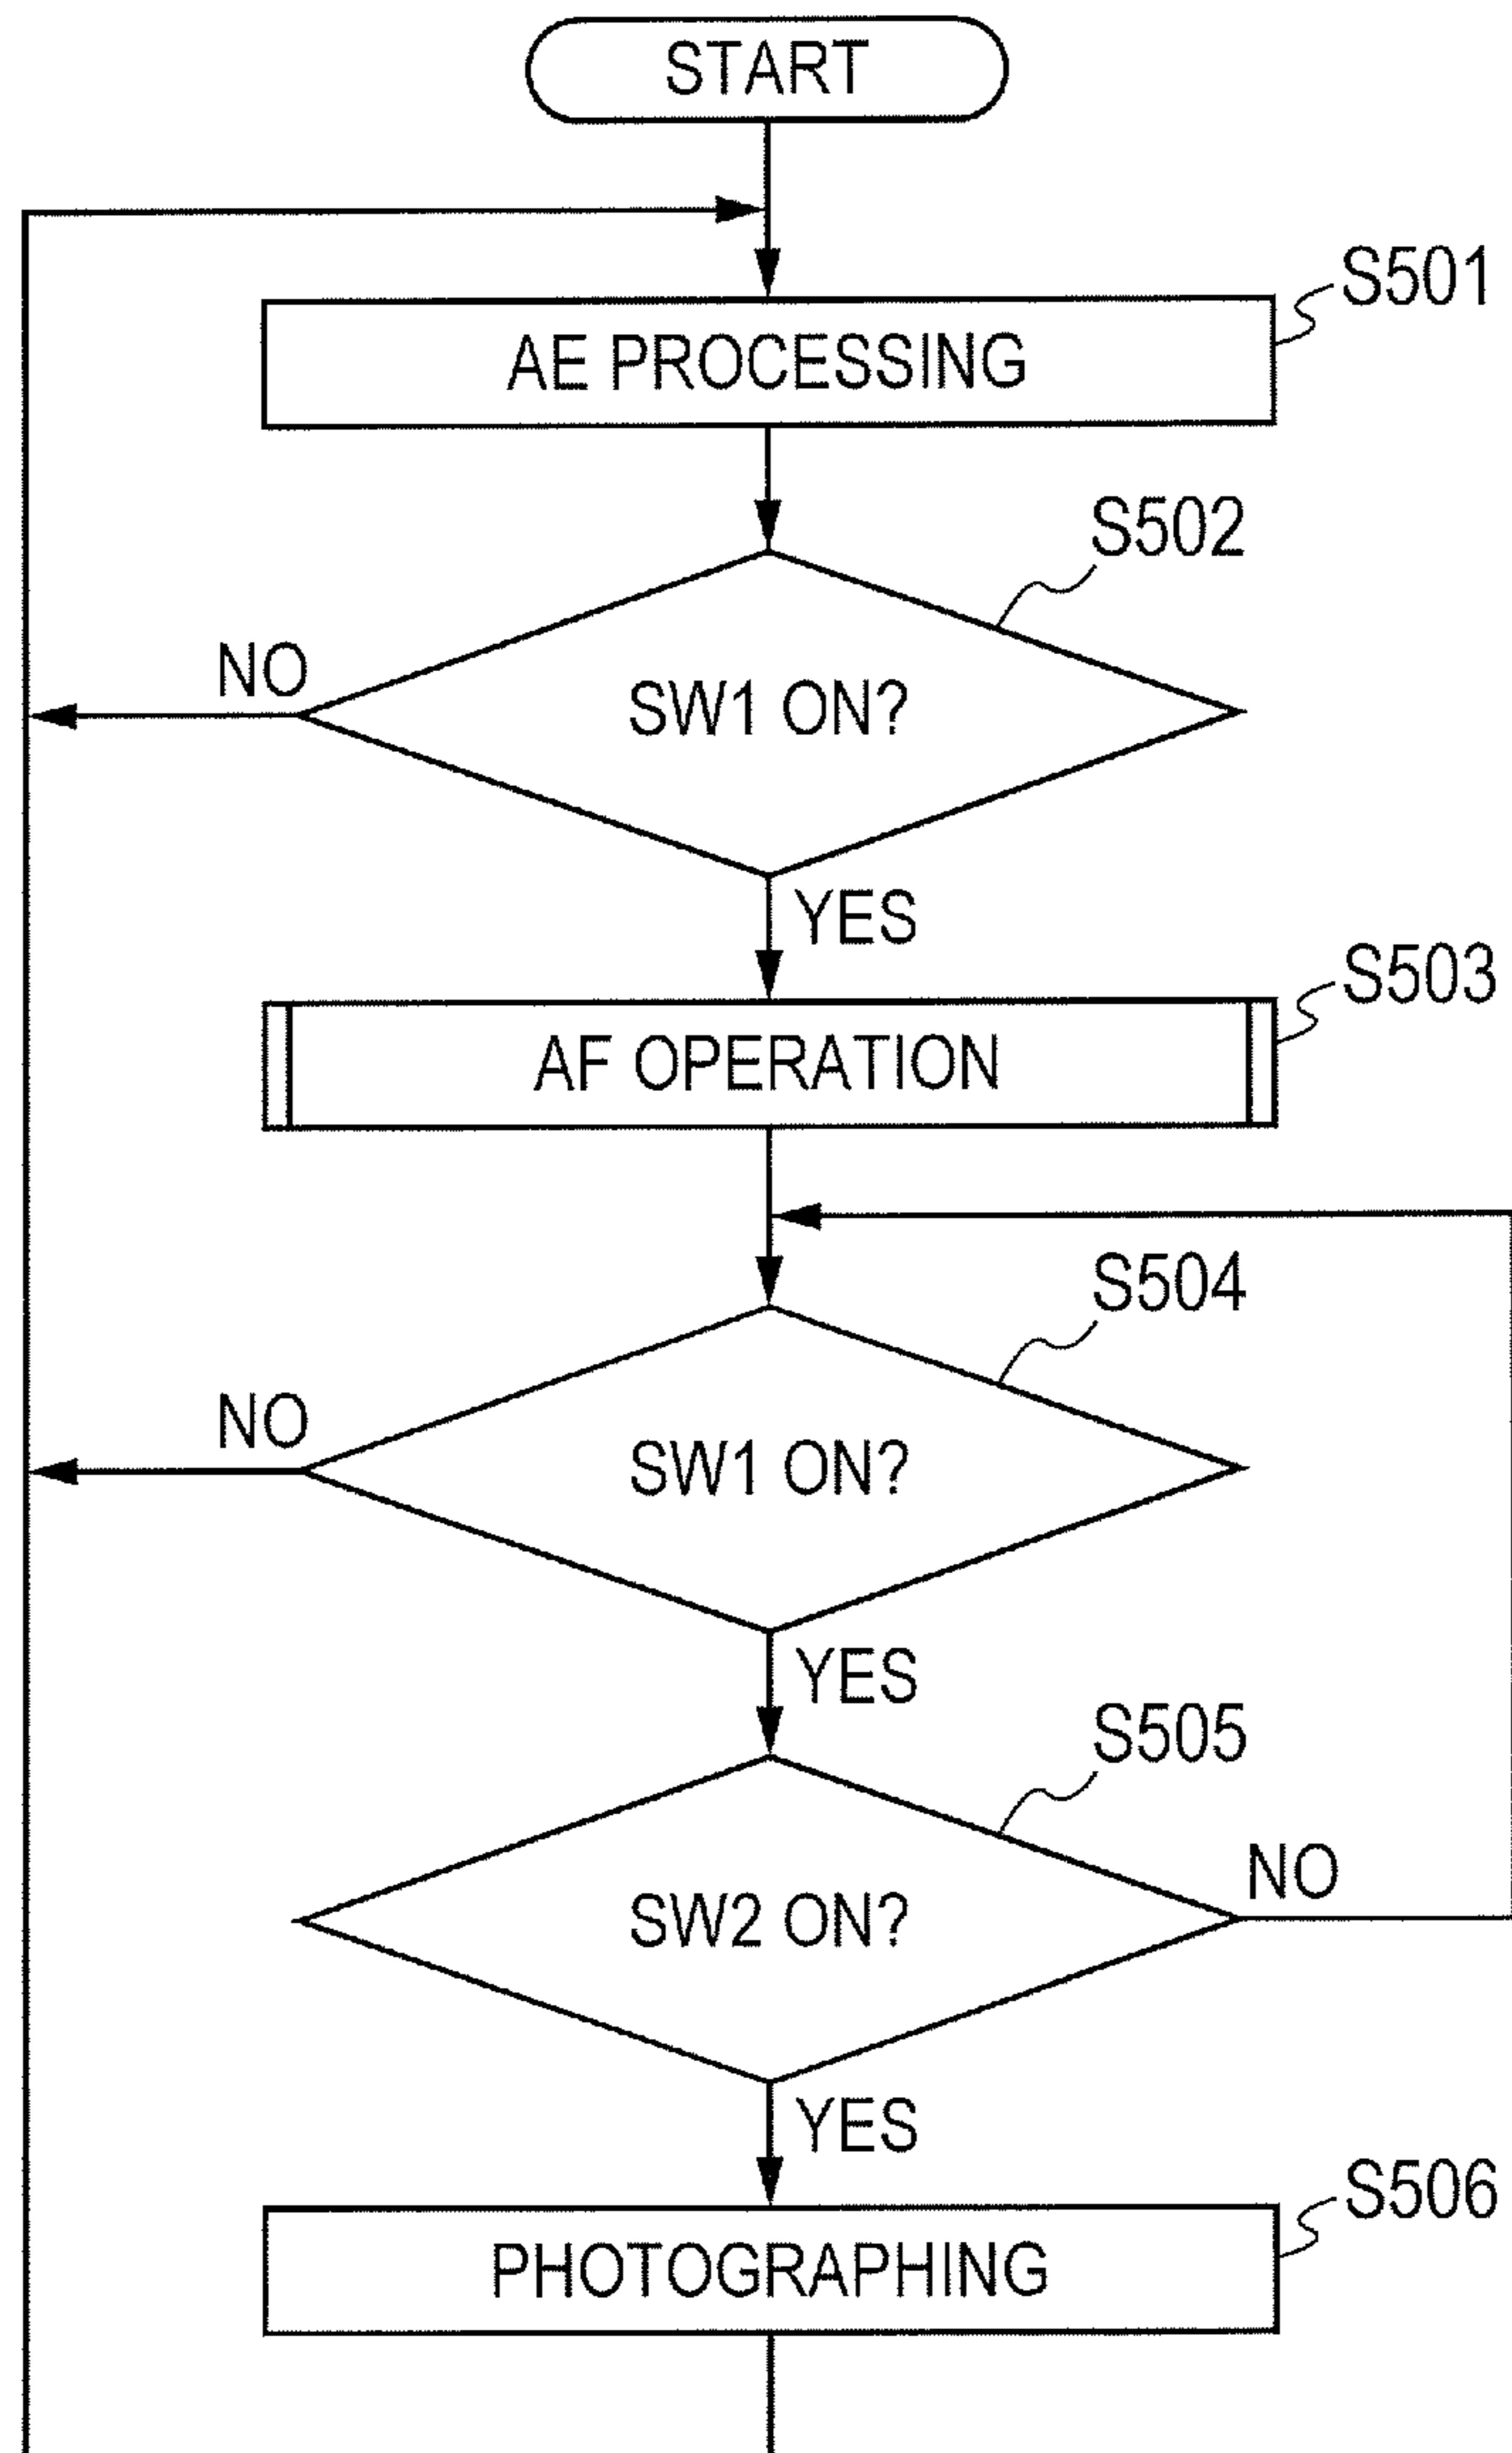 START
S501
AE PROCESSING
S502
NO
SW1 ON?
YES
S503
AF OPERATION
S504
NO
SW1 ON?
YES
S505
NO
SW2 ON?
YES
S506
PHOTOGRAPHING